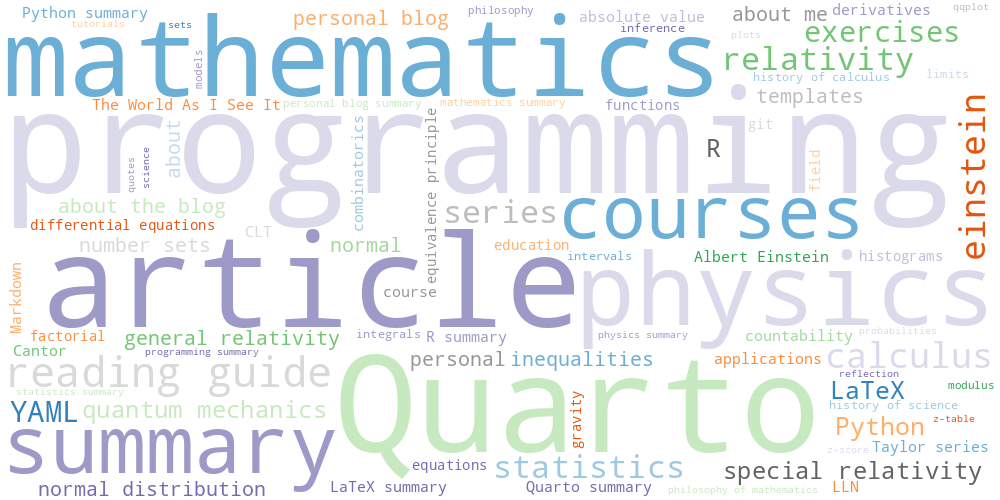 Python summary
tutorials
sets
personal blog
philosophy
absolute value
inference
about me
derivatives
qqplot
mathematics
models
plots
exercises
relativity
history of calculus
limits
The World As I See It
personal blog summary
mathematics summary
functions
templates
programming
quotes
science
about
combinatorics
equivalence principle
git
R
field
einstein
about the blog
differential equations
number sets
CLT
normal
series
courses
education
intervals
Albert Einstein
histograms
article
physics
course
Markdown
factorial
general relativity
integrals
R summary
physics summary
countability
probabilities
Cantor
programming summary
personal
inequalities
applications
calculus
reading guide
statistics summary
Quarto
gravity
reflection
LaTeX
modulus
YAML
quantum mechanics
history of science
Python
z-table
summary
Taylor series
z-score
equations
statistics
special relativity
normal distribution
LaTeX summary
Quarto summary
philosophy of mathematics
LLN